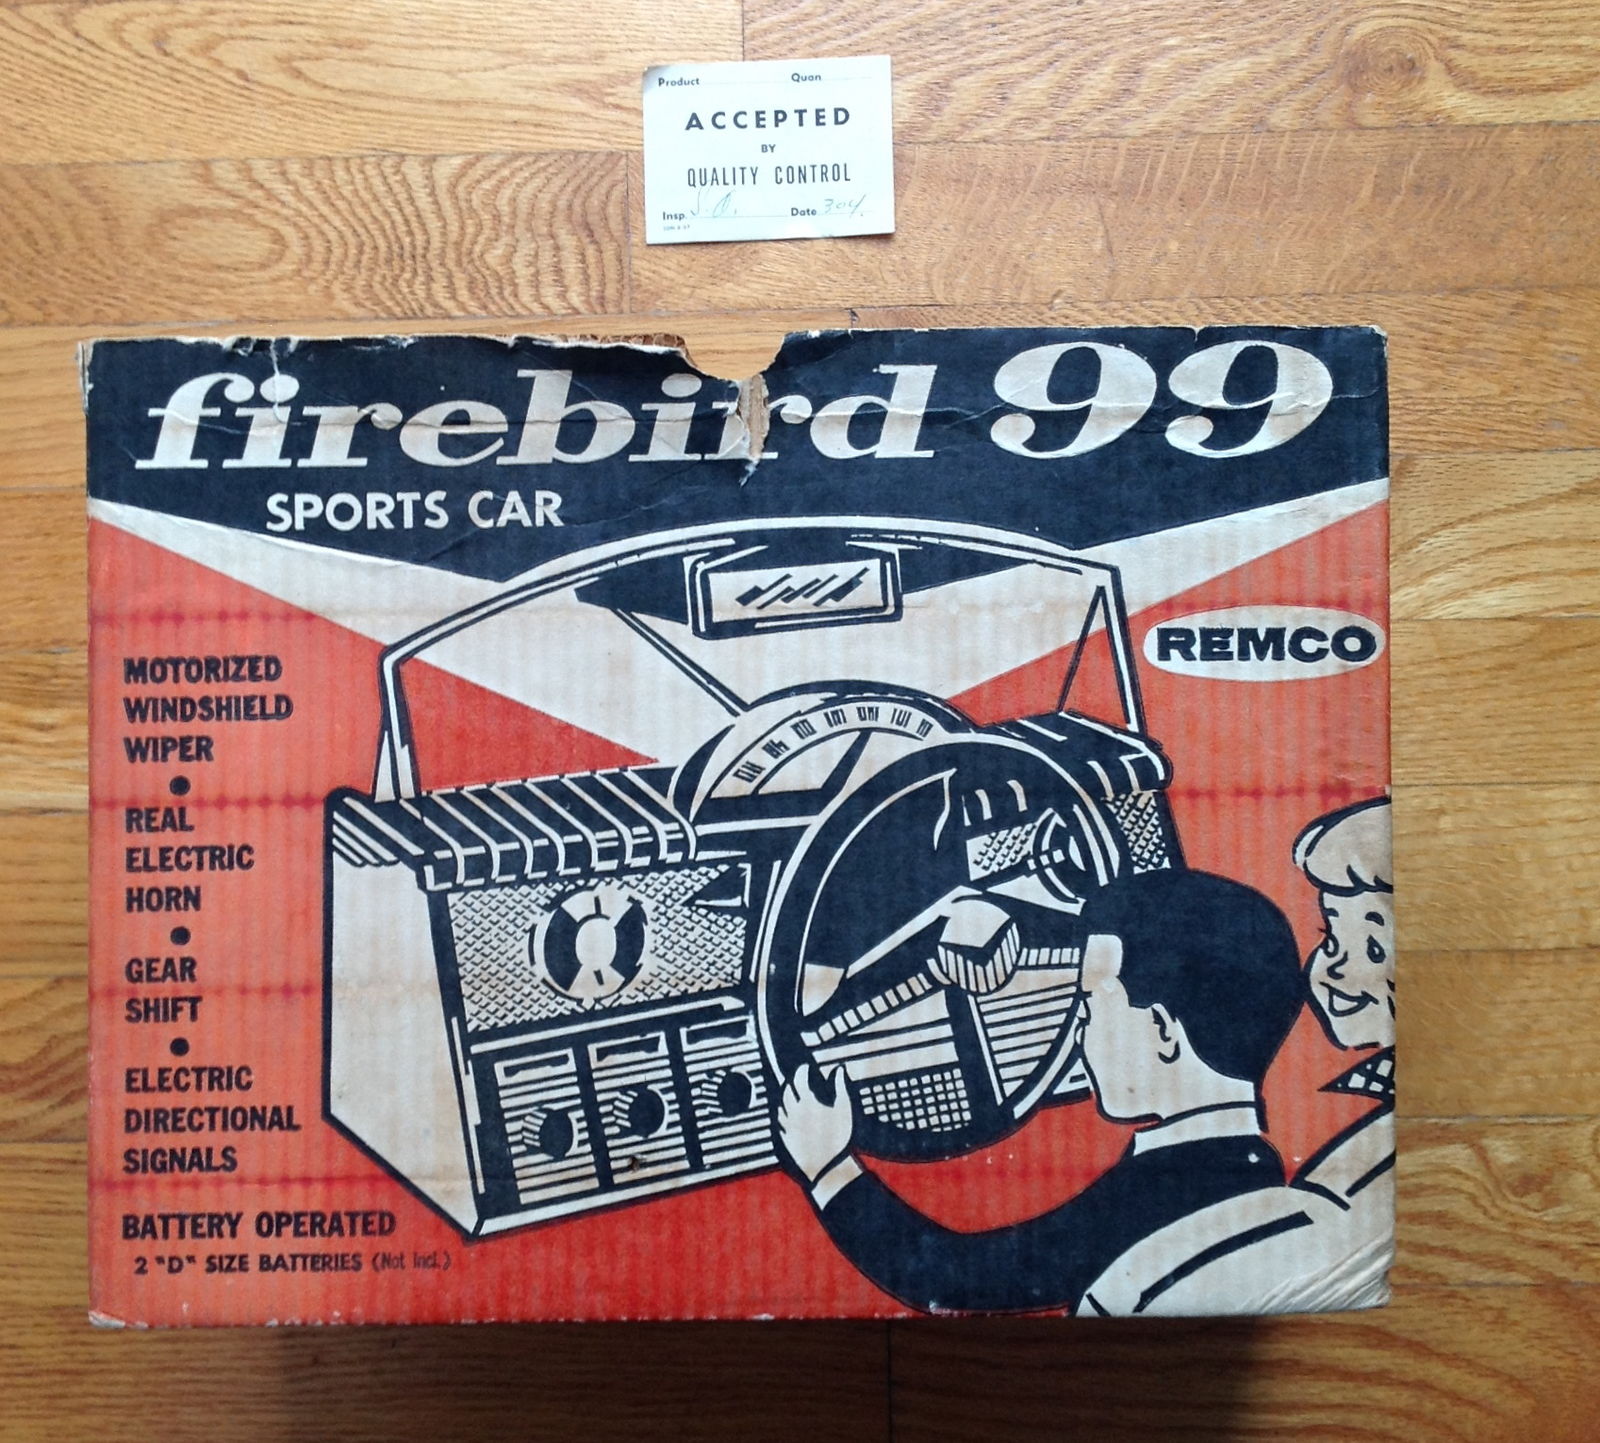 Product Quan
ACCEPTED
BY
QUALITY CONTROL
Insp. S.O. Date 304
firebird 99
SPORTS CAR
REMCO
MOTORIZED
WINDSHIELD
WIPER
•
REAL
ELECTRIC
HORN
•
GEAR
SHIFT
•
ELECTRIC
DIRECTIONAL
SIGNALS
BATTERY OPERATED
2 "D" SIZE BATTERIES (Not Incl.)